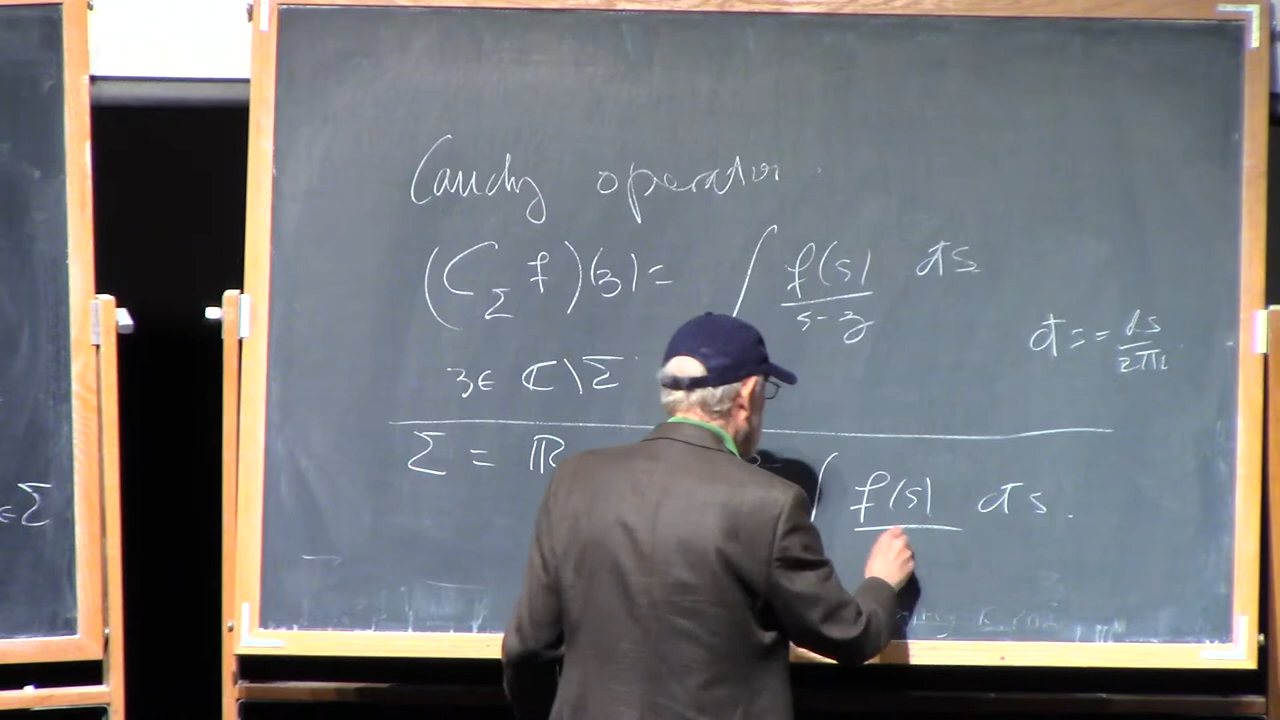 ∈Σ
Cauchy operator.
(C_Σ f)(z) = ∫ f(s)/(s-z) đs
đs = ds/2πi
z ∈ ℂ\Σ
Σ = ℝ
∫ f(s) đs.